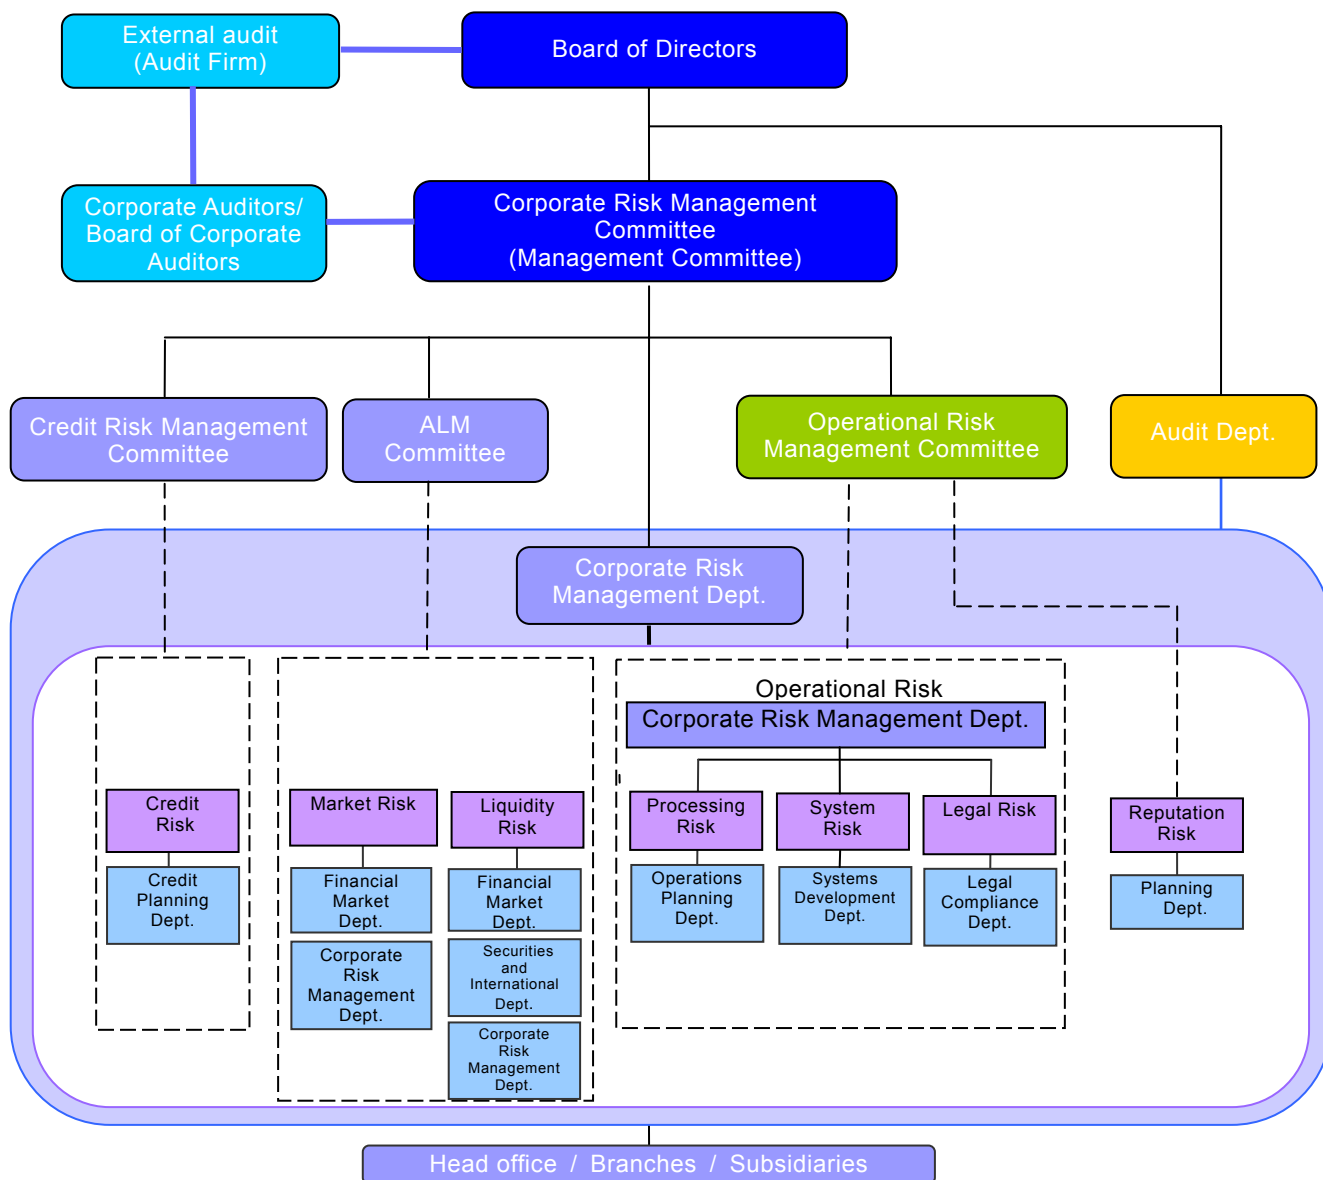 External audit
(Audit Firm)
Board of Directors
Corporate Auditors/
Board of Corporate
Auditors
Corporate Risk Management
Committee
(Management Committee)
Credit Risk Management
Committee
ALM
Committee
Operational Risk
Management Committee
Audit Dept.
Corporate Risk
Management Dept.
Operational Risk
Corporate Risk Management Dept.
Credit
Risk
Market Risk
Liquidity
Risk
Processing
Risk
System
Risk
Legal Risk
Reputation
Risk
Credit
Planning
Dept.
Financial
Market
Dept.
Corporate
Risk
Management
Dept.
Financial
Market
Dept.
Securities
and
International
Dept.
Corporate
Risk
Management
Dept.
Operations
Planning
Dept.
Systems
Development
Dept.
Legal
Compliance
Dept.
Planning
Dept.
Head office / Branches / Subsidiaries